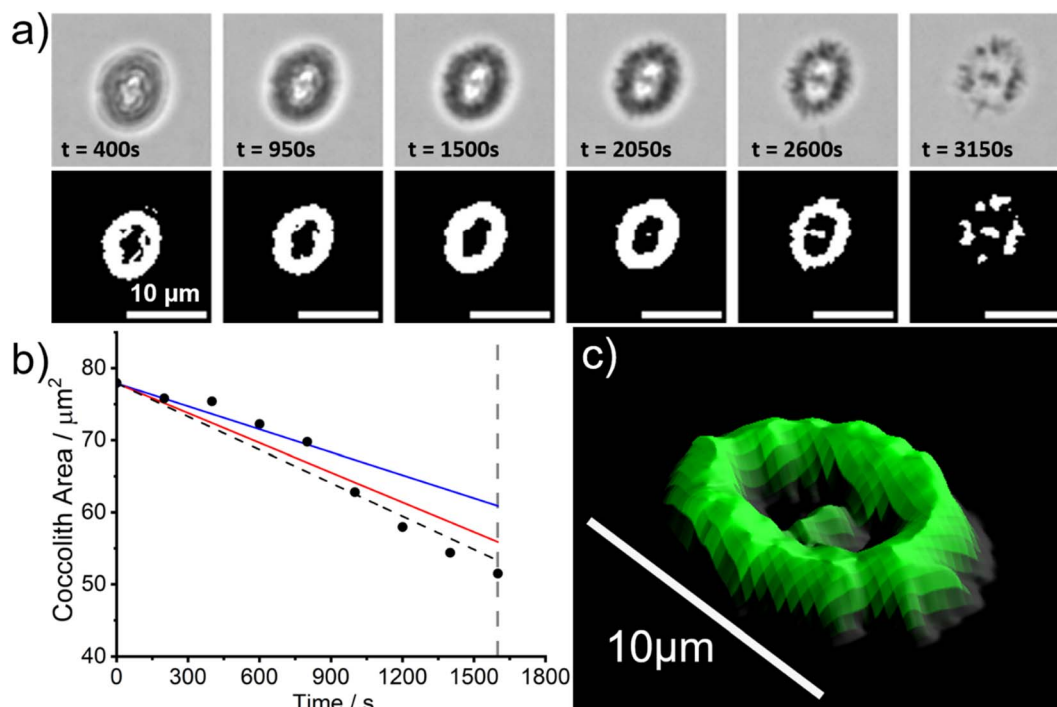 a)
t = 400s
t = 950s
t = 1500s
t = 2050s
t = 2600s
t = 3150s
10 μm
b)
Coccolith Area / μm²
80
70
60
50
40
0
300
600
900
1200
1500
1800
Time / s
c)
10μm